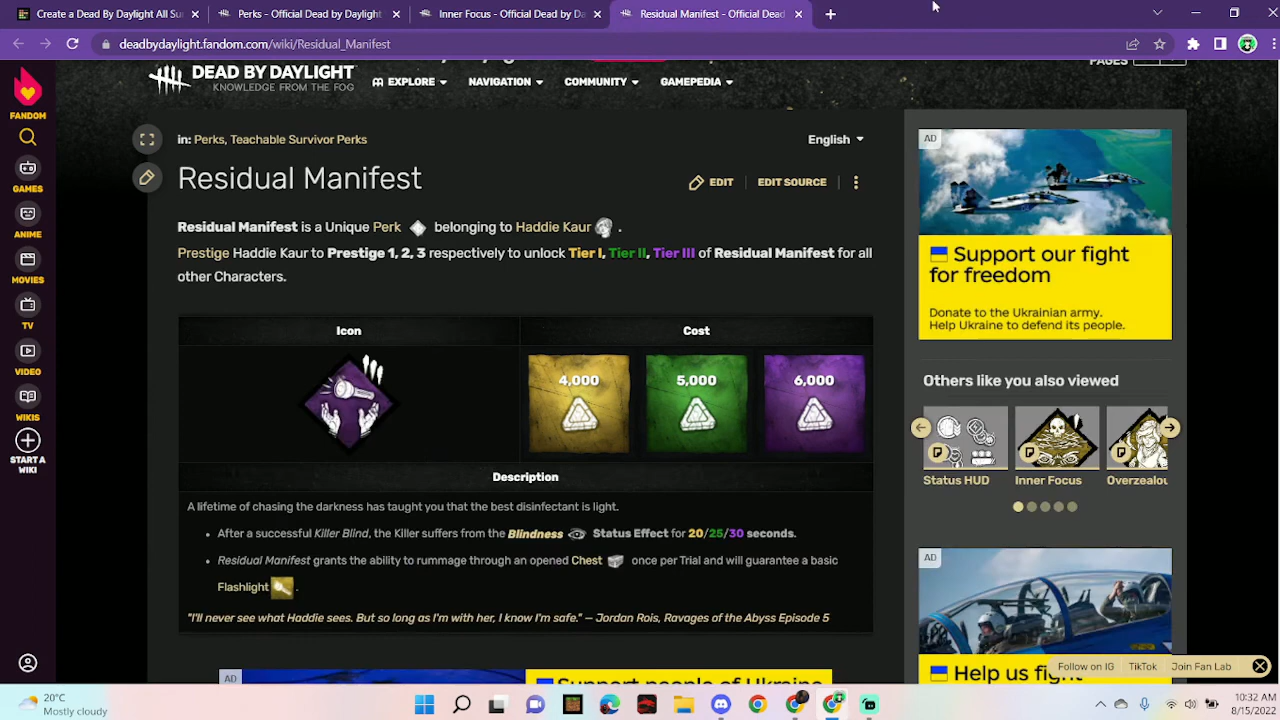 Create Dead By Daylight All Su
Perks - Official Dead by Daylight
Inner Focus - Official Dead by Da
Residual Manifest - Official Dead
deadbydaylight.fandom.com/wiki/Residual_Manifest
DEAD BY DAYLIGHT
KNOWLEDGE FROM THE FOG
EXPLORE
NAVIGATION
COMMUNITY
GAMEPEDIA
PAGES
FANDOM
GAMES
ANIME
MOVIES
TV
VIDEO
WIKIS
START A
WIKI
in: Perks, Teachable Survivor Perks
English
Residual Manifest
EDIT
EDIT SOURCE
Residual Manifest is a Unique Perk belonging to Haddie Kaur .
Prestige Haddie Kaur to Prestige 1, 2, 3 respectively to unlock Tier I, Tier II, Tier III of Residual Manifest for all
other Characters.
Icon
Cost
4,000
5,000
6,000
Description
A lifetime of chasing the darkness has taught you that the best disinfectant is light.
• After a successful Killer Blind, the Killer suffers from the Blindness Status Effect for 20/25/30 seconds.
• Residual Manifest grants the ability to rummage through an opened Chest once per Trial and will guarantee a basic
Flashlight .
"I'll never see what Haddie sees. But so long as I'm with her, I know I'm safe." — Jordan Rois, Ravages of the Abyss Episode 5
AD
AD
Support our fight
for freedom
Donate to the Ukrainian army.
Help Ukraine to defend its people.
Others like you also viewed
Status HUD
Inner Focus
Overzealou
AD
Help us fight
Follow on IG
TikTok
Join Fan Lab
Support people of Ukraine
20°C
Mostly cloudy
10:32 AM
8/15/2022